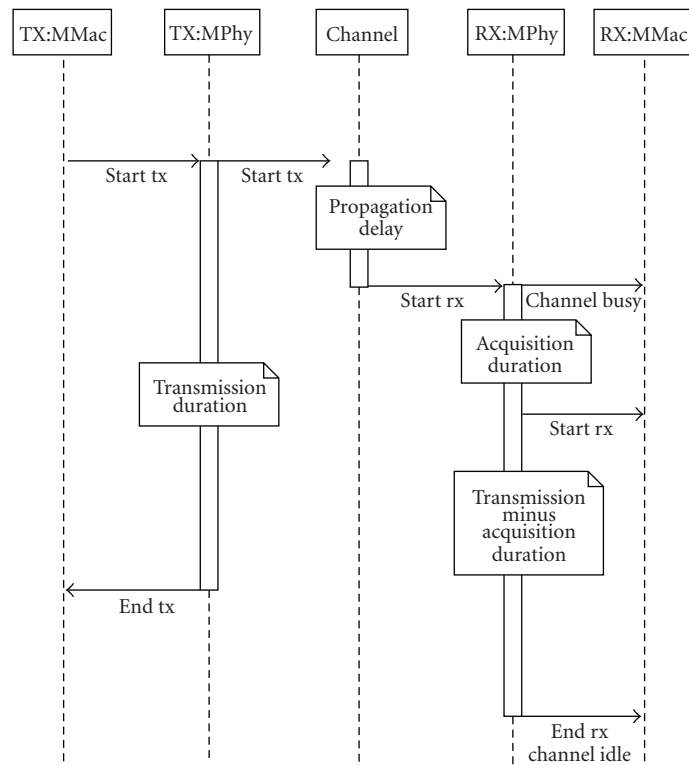 TX:MMac
TX:MPhy
Channel
RX:MPhy
RX:MMac
Start tx
Start tx
Propagation
delay
Start rx
Channel busy
Acquisition
duration
Transmission
duration
Start rx
Transmission
minus
acquisition
duration
End tx
End rx
channel idle